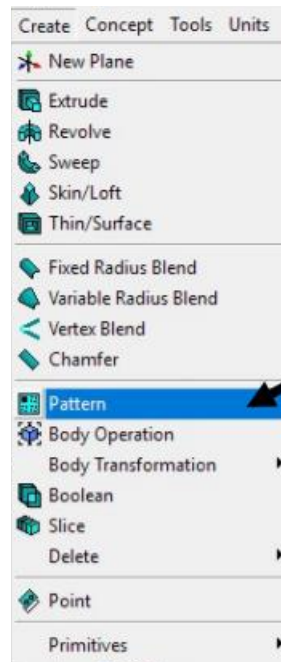 Create Concept Tools Units
New Plane
Extrude
Revolve
Sweep
Skin/Loft
Thin/Surface
Fixed Radius Blend
Variable Radius Blend
Vertex Blend
Chamfer
Pattern
Body Operation
Body Transformation
Boolean
Slice
Delete
Point
Primitives